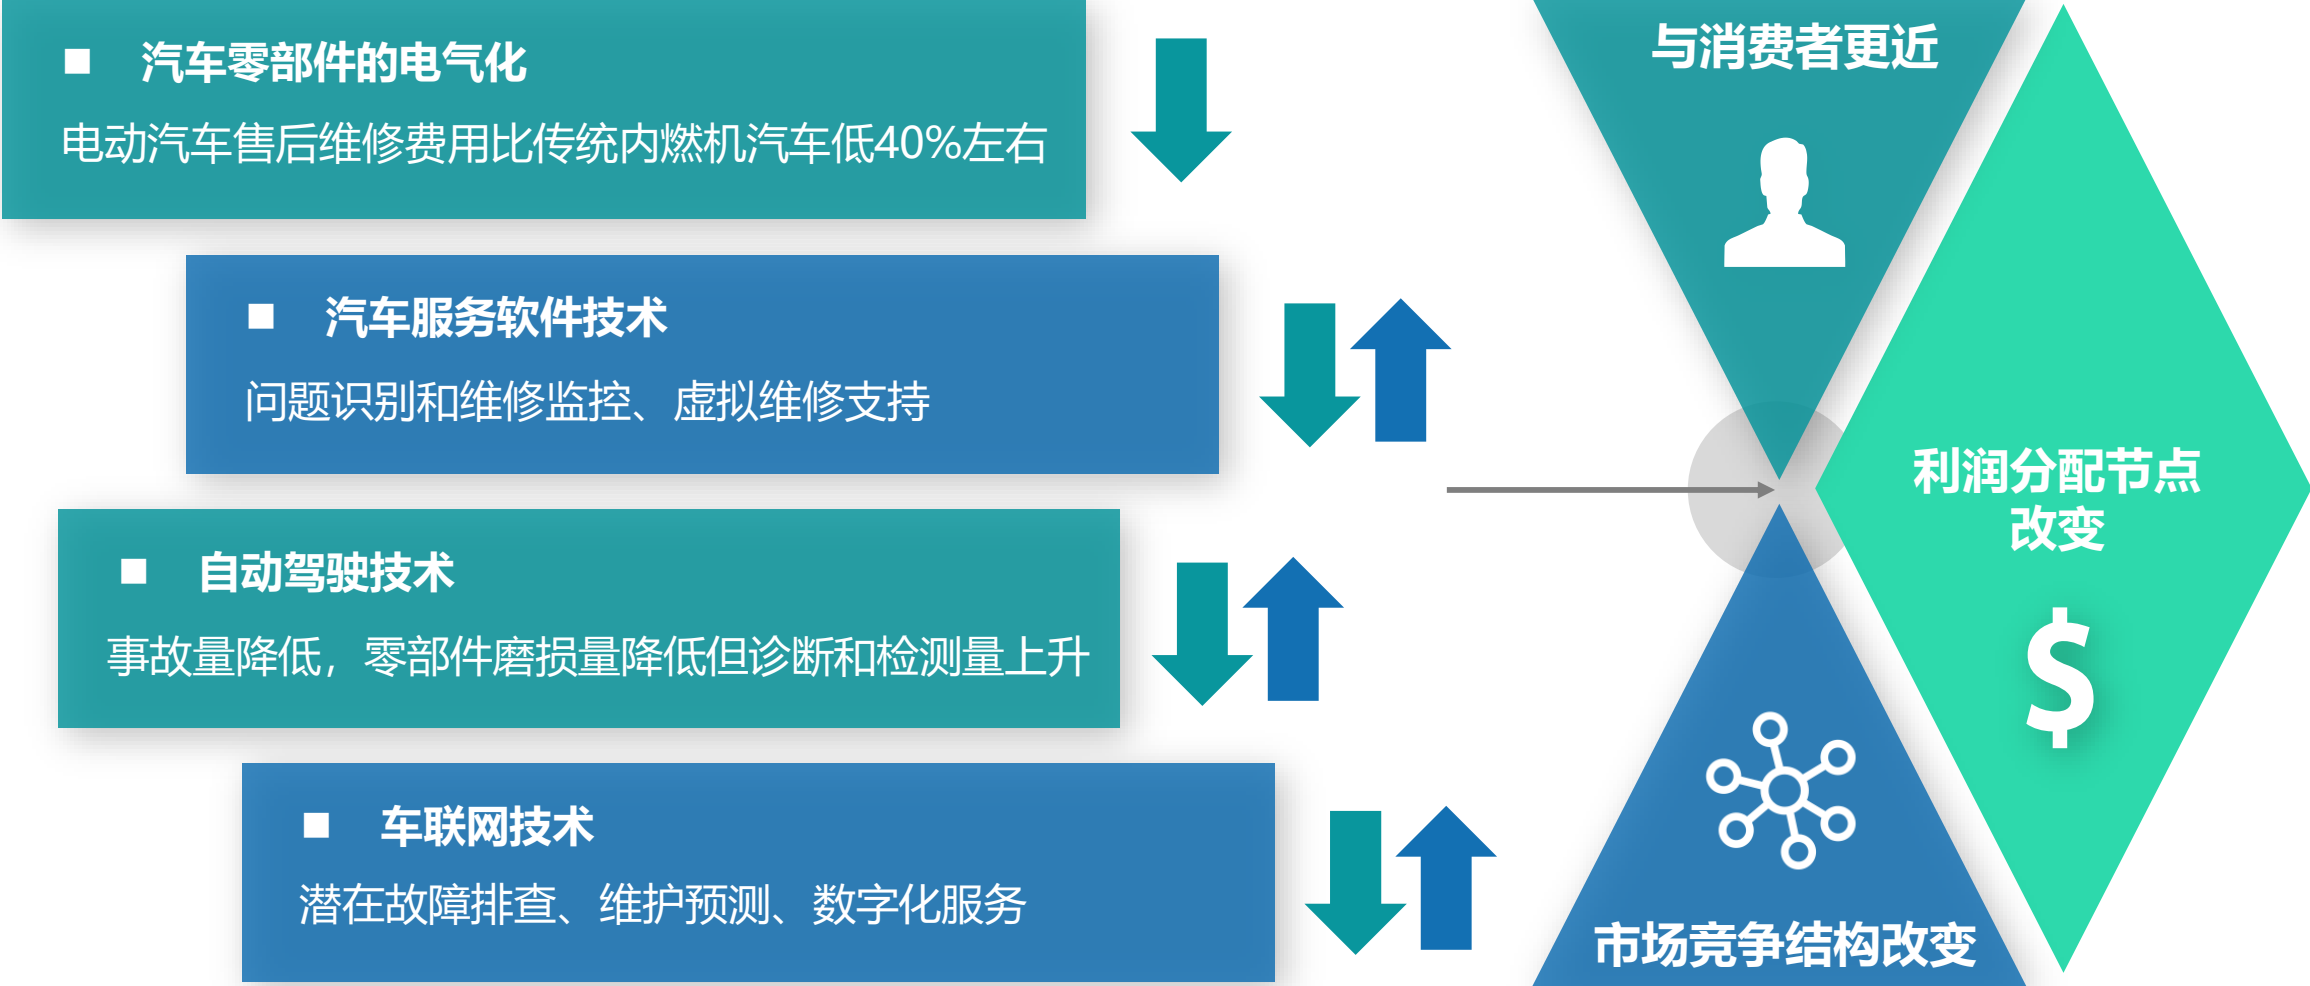 ■ 汽车零部件的电气化
电动汽车售后维修费用比传统内燃机汽车低40%左右
■ 汽车服务软件技术
问题识别和维修监控、虚拟维修支持
■ 自动驾驶技术
事故量降低，零部件磨损量降低但诊断和检测量上升
■ 车联网技术
潜在故障排查、维护预测、数字化服务
与消费者更近
利润分配节点
改变
$
市场竞争结构改变